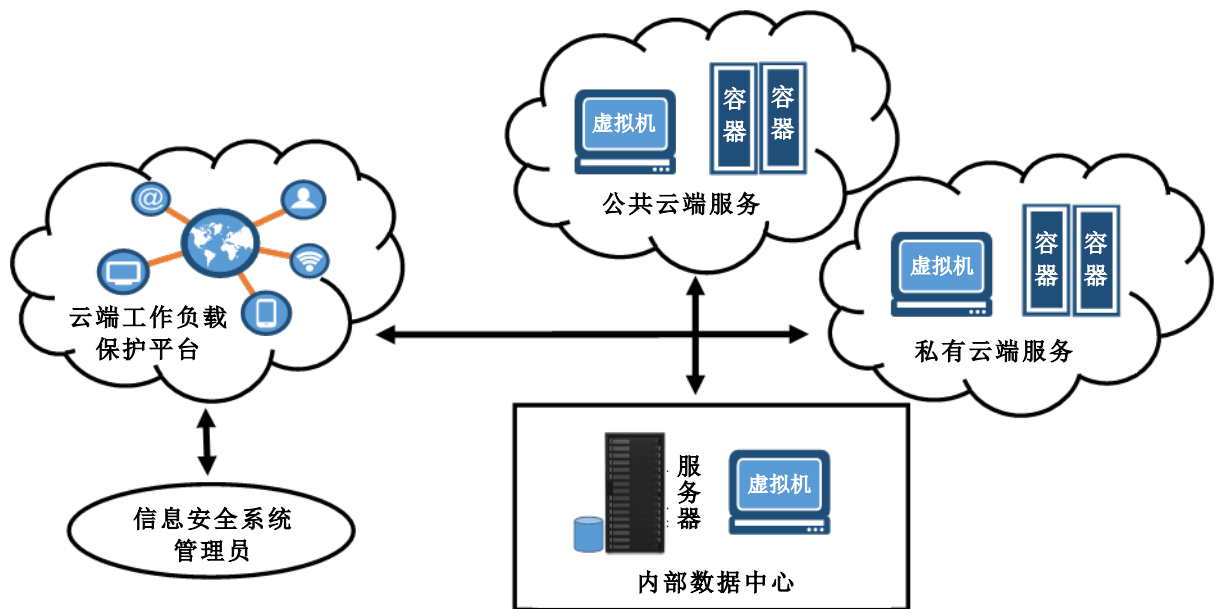 虚拟机
容器
容器
公共云端服务
@
云端工作负载
保护平台
虚拟机
容器
容器
私有云端服务
信息安全系统
管理员
服务器
虚拟机
内部数据中心